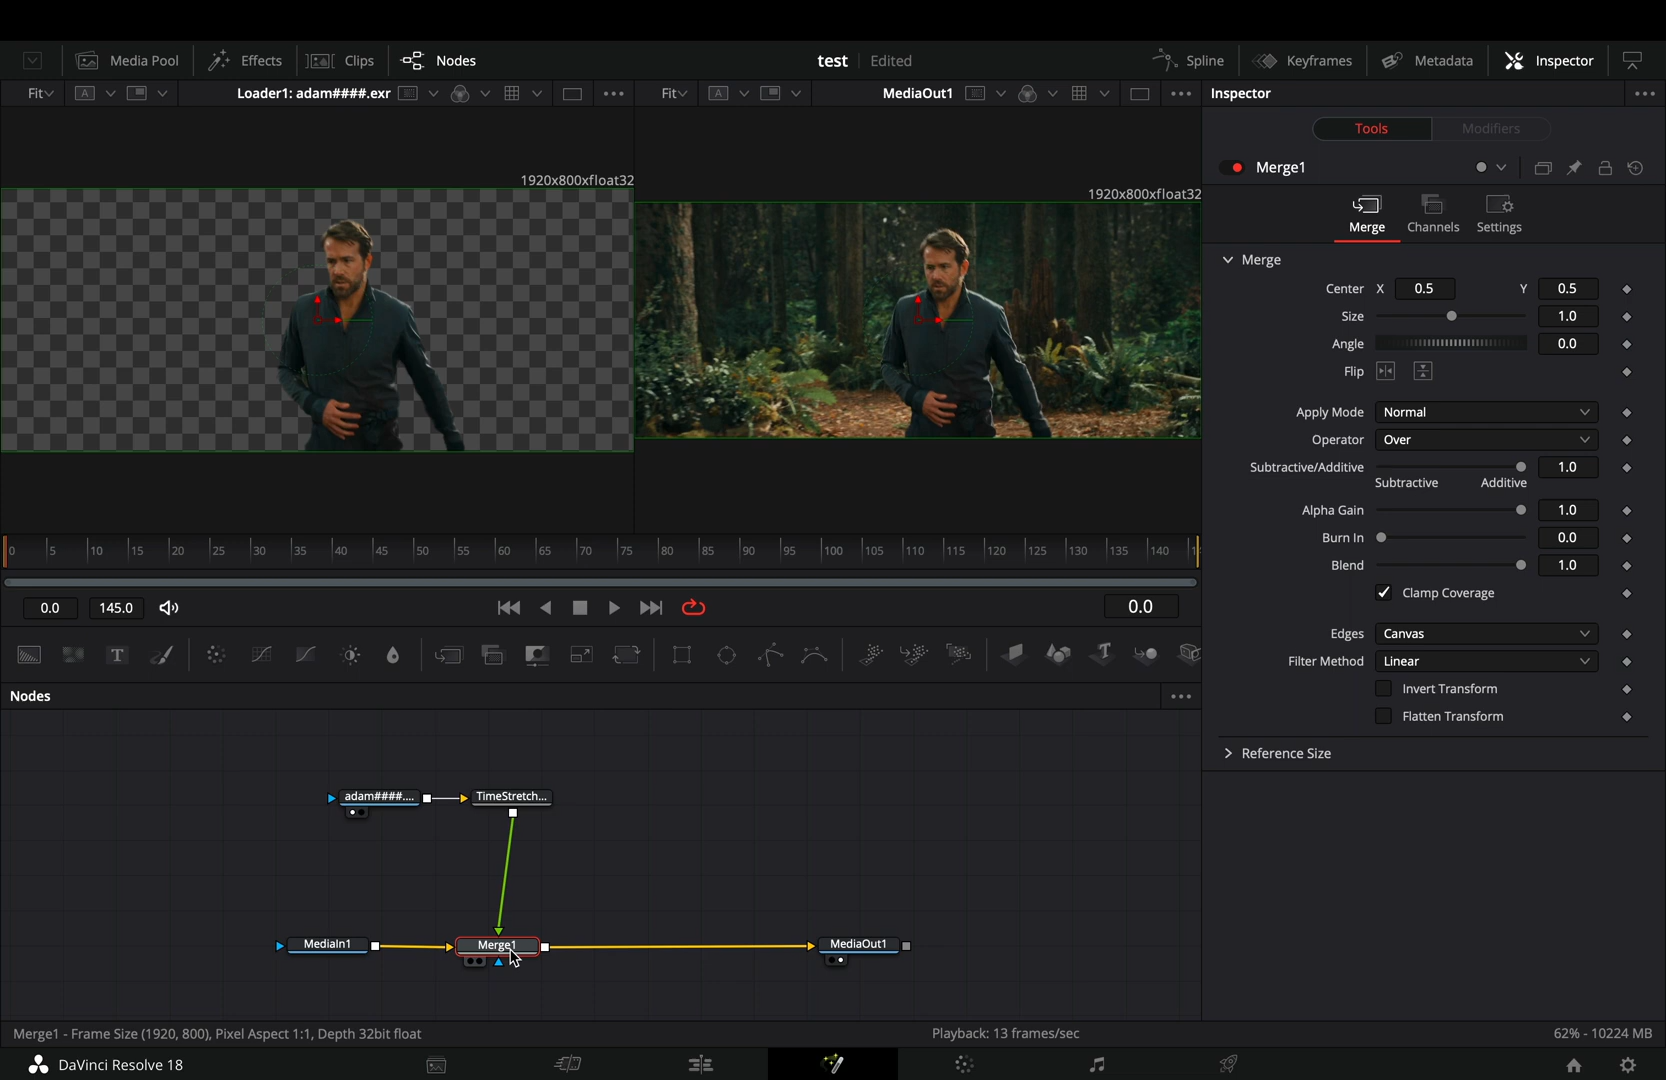 Media Pool
Effects
Clips
Nodes
test
Edited
Spline
Keyframes
Metadata
Inspector
Fit
A
Loader1: adam####.exr
Fit
A
MediaOut1
Inspector
Tools
Modifiers
Merge1
1920x800xfloat32
1920x800xfloat32
Merge
Channels
Settings
Merge
Center X 0.5 Y 0.5
Size 1.0
Angle 0.0
Flip
Apply Mode Normal
Operator Over
Subtractive/Additive 1.0
Subtractive Additive
Alpha Gain 1.0
Burn In 0.0
Blend 1.0
Clamp Coverage
Edges Canvas
Filter Method Linear
Invert Transform
Flatten Transform
Reference Size
0 5 10 15 20 25 30 35 40 45 50 55 60 65 70 75 80 85 90 95 100 105 110 115 120 125 130 135 140
0.0 145.0
0.0
T
T
Nodes
adam####....
TimeStretch...
MediaIn1
Merge1
MediaOut1
Merge1 - Frame Size (1920, 800), Pixel Aspect 1:1, Depth 32bit float
Playback: 13 frames/sec
62% - 10224 MB
DaVinci Resolve 18